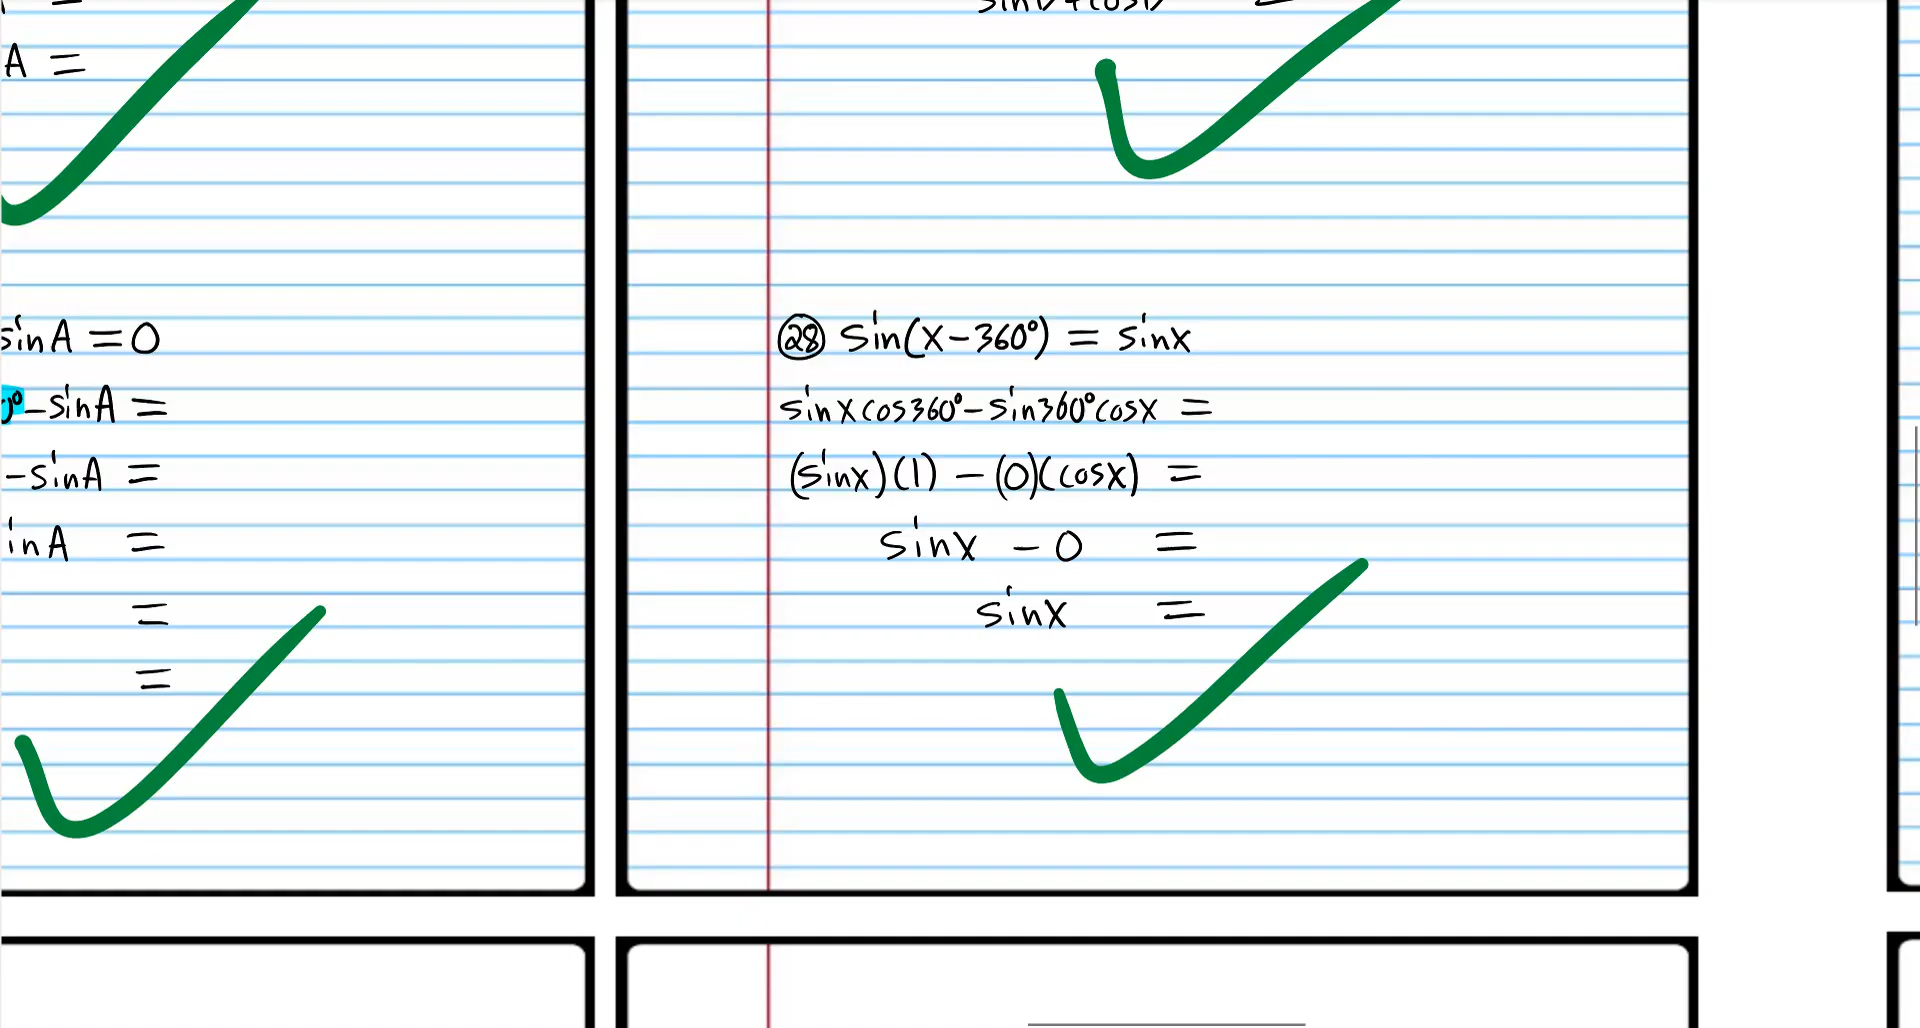 A =
sinA = 0
0°-sinA =
-sinA =
inA =
=
=
28 sin(x-360°) = sinx
sinxcos360°-sin360°cosx =
(sinx)(1) - (0)(cosx) =
sinx - 0 =
sinx =